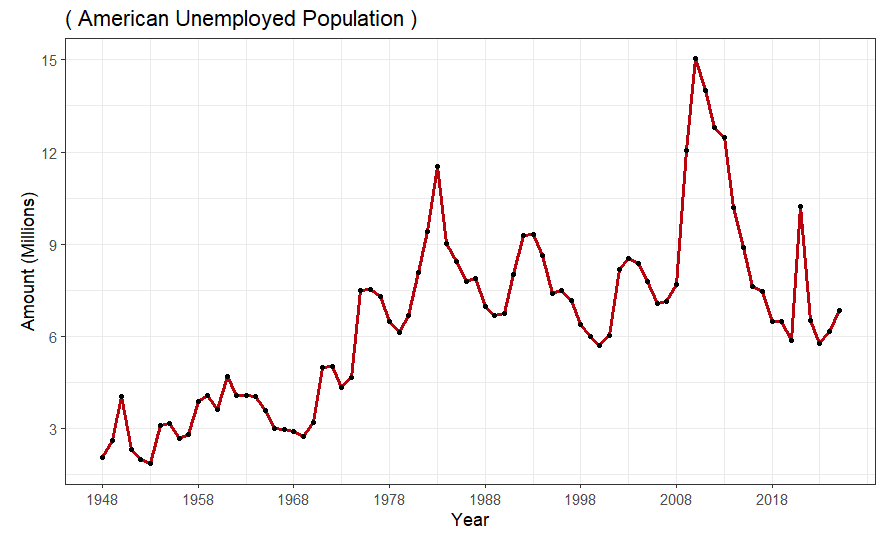 ( American Unemployed Population )
Amount (Millions)
15
12
9
6
3
1948 1958 1968 1978 1988 1998 2008 2018
Year